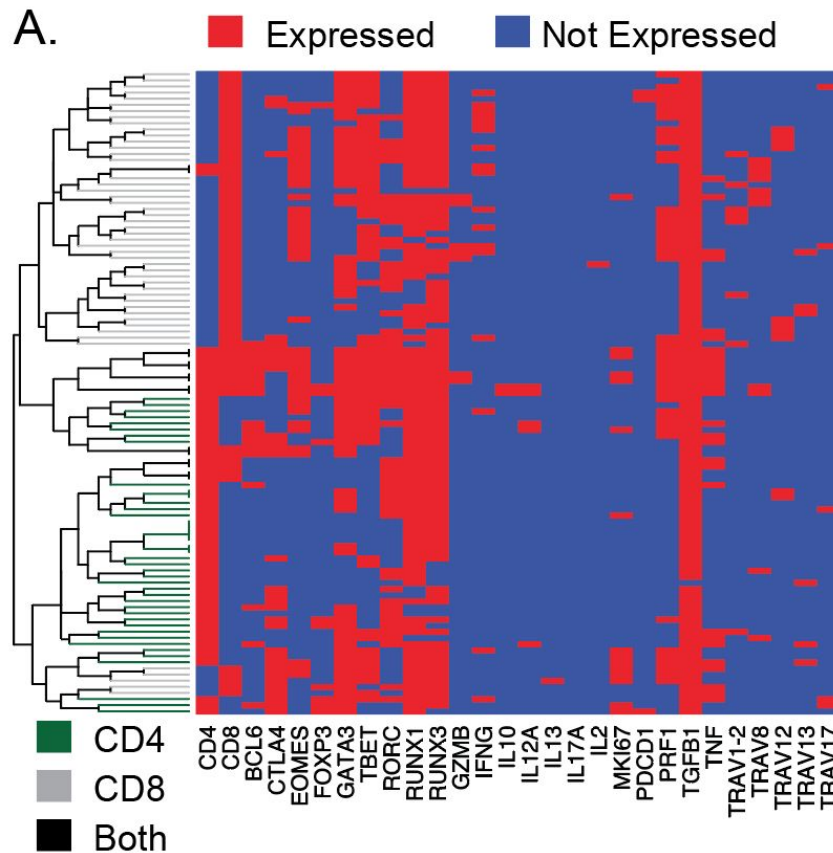 A.
Expressed Not Expressed
CD4
CD8
Both
CD4
CD8
BCL6
CTLA4
EOMES
FOXP3
GATA3
TBET
RORC
RUNX1
RUNX3
GZMB
IFNG
IL10
IL12A
IL13
IL17A
IL2
MKI67
PDCD1
PRF1
TGFB1
TNF
TRAV1-2
TRAV8
TRAV12
TRAV13
TRAV17